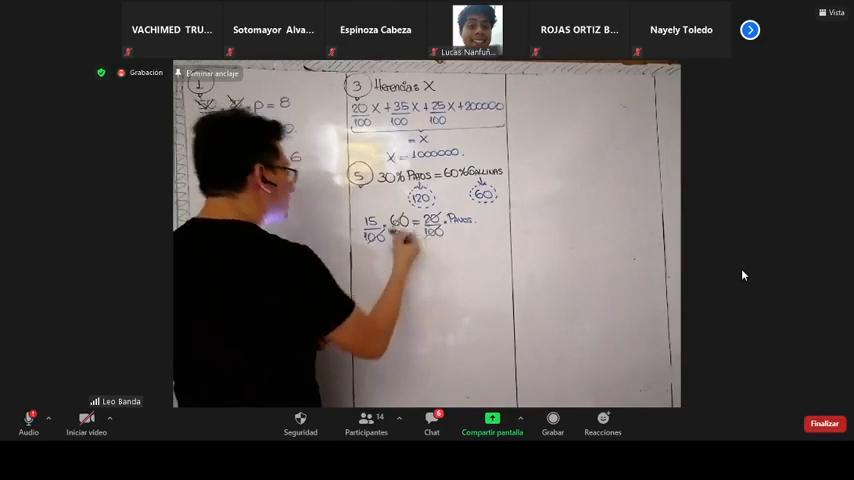 VACHIMED TRU...
Sotomayor Alva...
Espinoza Cabeza
Lucas Nanfuñ...
ROJAS ORTIZ B...
Nayely Toledo
Vista
Grabación
Eliminar anclaje
1
P = 8
6
3 Herencia: X
20/100 X + 35/100 X + 25/100 X + 200000
= X
X = 1000000.
5 30% PATOS = 60% GALLINAS
120
60
15/100 · 60 = 20/100 · PAVOS.
Leo Banda
Audio
Iniciar video
Seguridad
Participantes
14
Chat
6
Compartir pantalla
Grabar
Reacciones
Finalizar